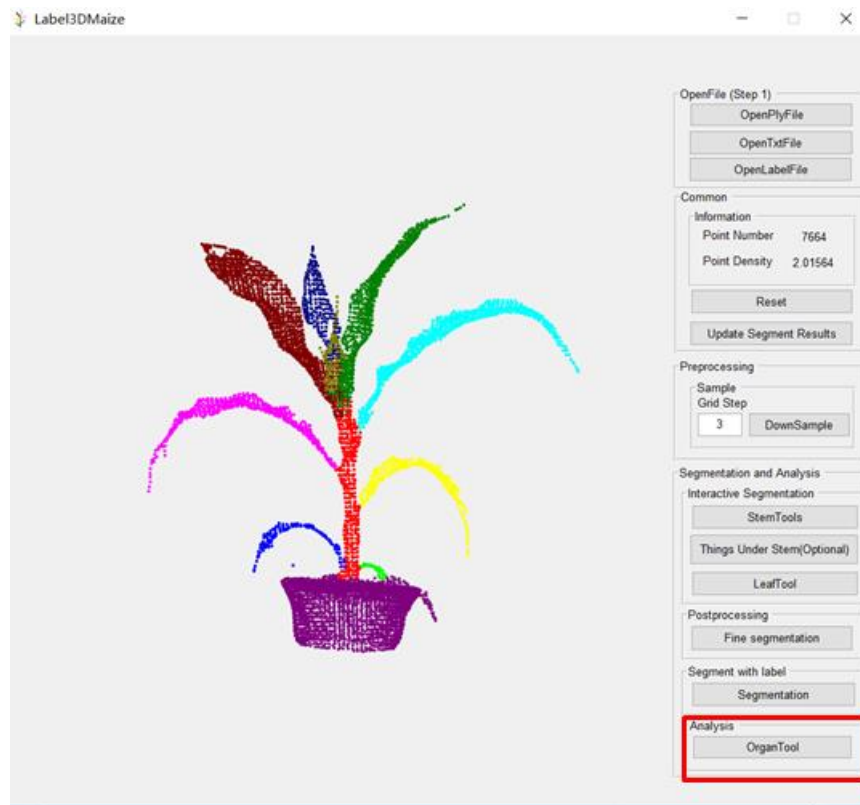 Label3DMaize
OpenFile (Step 1)
OpenPlyFile
OpenTxtFile
OpenLabelFile
Common
Information
Point Number 7664
Point Density 2.01564
Reset
Update Segment Results
Preprocessing
Sample
Grid Step
3 DownSample
Segmentation and Analysis
Interactive Segmentation
StemTools
Things Under Stem(Optional)
LeafTool
Postprocessing
Fine segmentation
Segment with label
Segmentation
Analysis
OrganTool